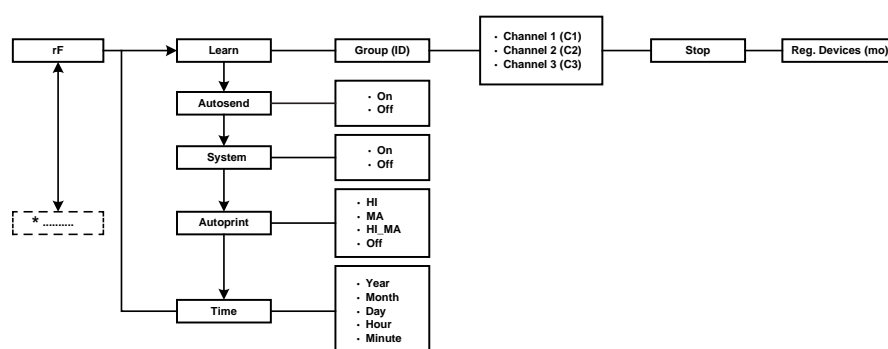 rF
Learn
Group (ID)
· Channel 1 (C1)
· Channel 2 (C2)
· Channel 3 (C3)
Stop
Reg. Devices (mo)
Autosend
· On
· Off
System
· On
· Off
Autoprint
· HI
· MA
· HI_MA
· Off
* ..........
Time
· Year
· Month
· Day
· Hour
· Minute